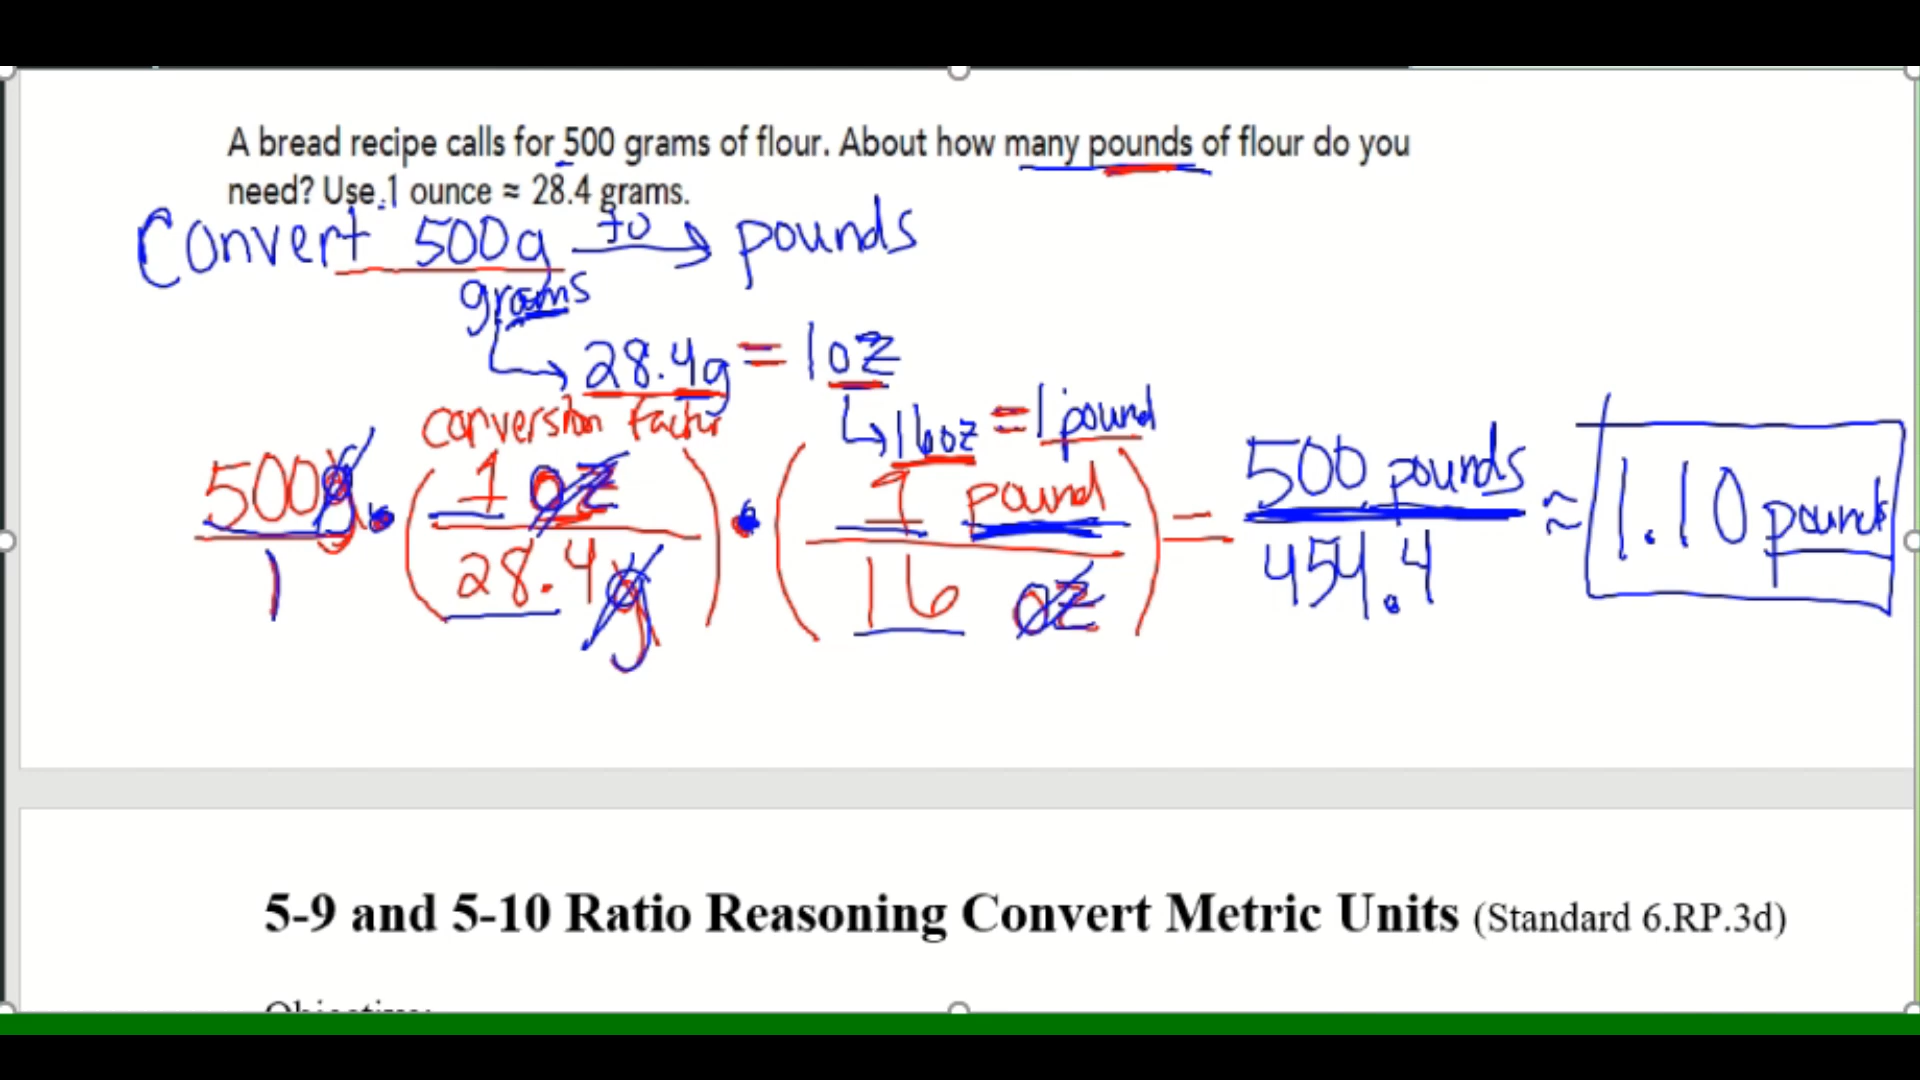 A bread recipe calls for 500 grams of flour. About how many pounds of flour do you
need? Use 1 ounce ≈ 28.4 grams.
Convert 500g to → pounds
grams
↳ 28.4g = 1oz
conversion factor
↳ 16oz = 1 pound
500g/1 • (1 oz/28.4g) • (1 pound/16 oz) = 500 pounds/454.4 ≈ 1.10 pounds
5-9 and 5-10 Ratio Reasoning Convert Metric Units (Standard 6.RP.3d)